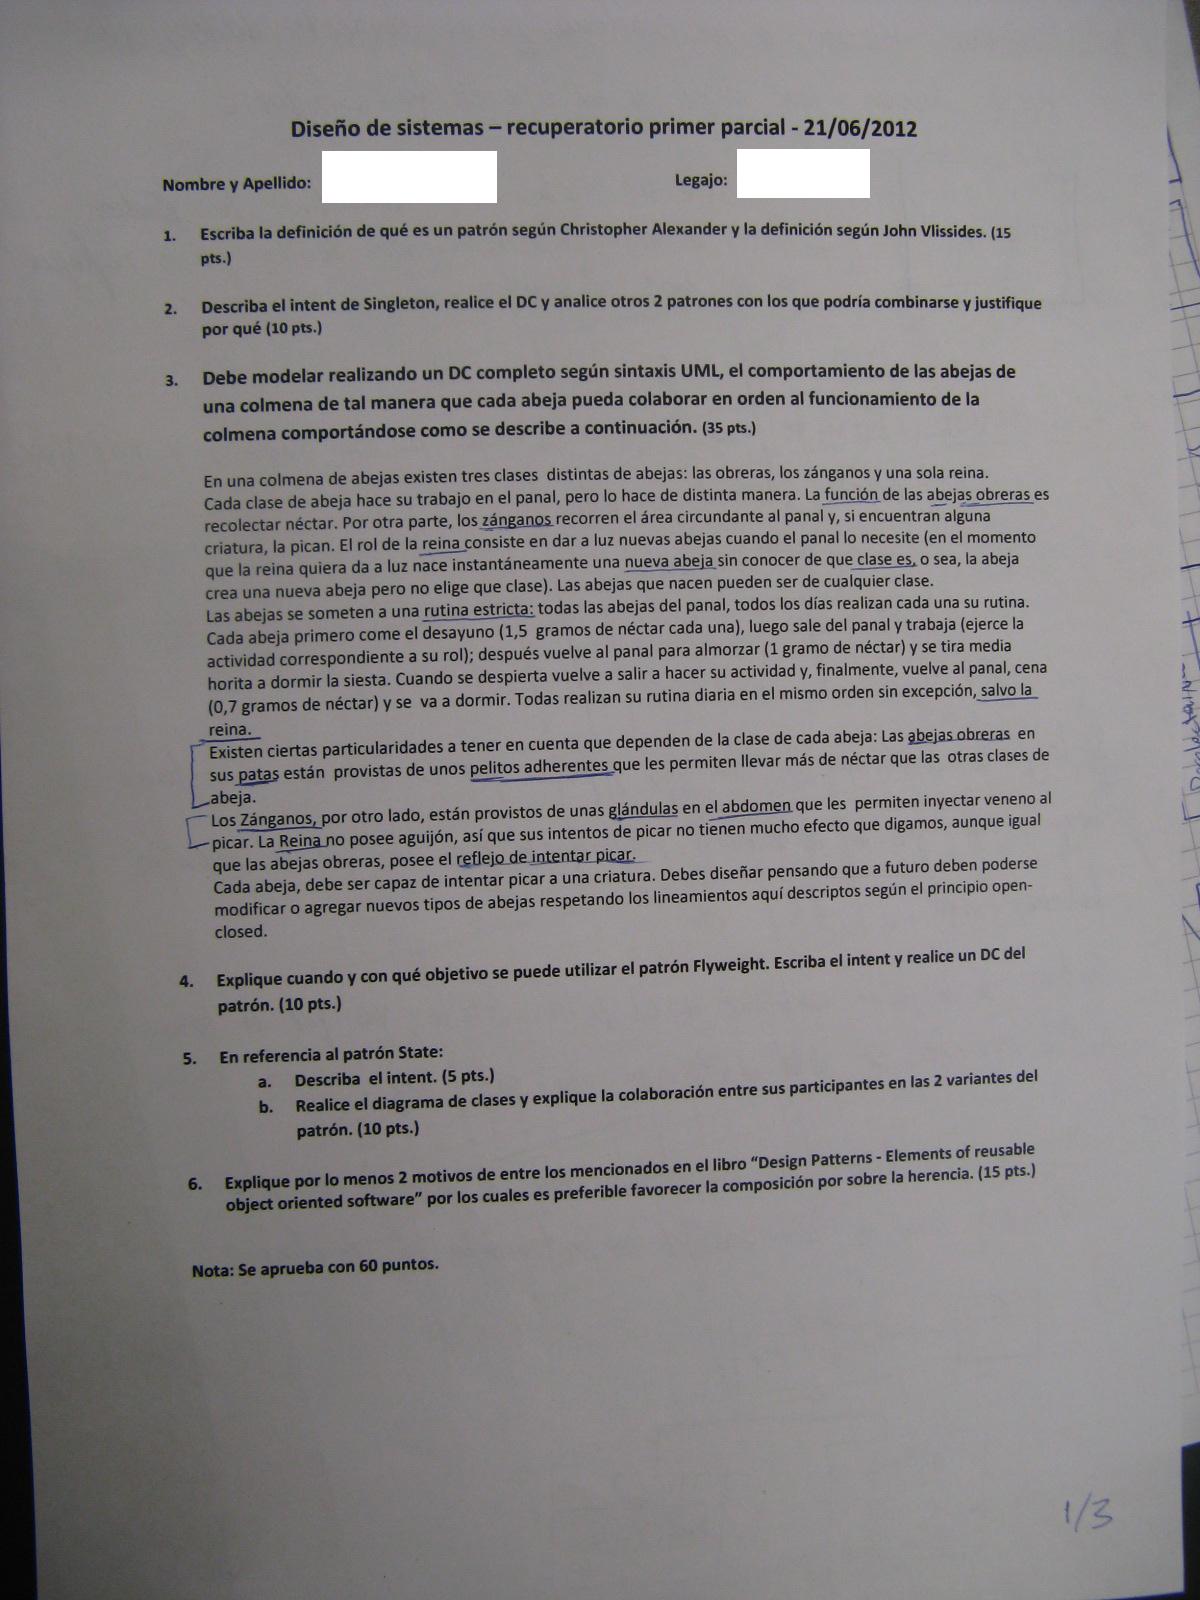 Diseño de sistemas – recuperatorio primer parcial - 21/06/2012
Nombre y Apellido: Legajo:
1. Escriba la definición de qué es un patrón según Christopher Alexander y la definición según John Vlissides. (15
pts.)
2. Describa el intent de Singleton, realice el DC y analice otros 2 patrones con los que podría combinarse y justifique
por qué (10 pts.)
3. Debe modelar realizando un DC completo según sintaxis UML, el comportamiento de las abejas de
una colmena de tal manera que cada abeja pueda colaborar en orden al funcionamiento de la
colmena comportándose como se describe a continuación. (35 pts.)
En una colmena de abejas existen tres clases distintas de abejas: las obreras, los zánganos y una sola reina.
Cada clase de abeja hace su trabajo en el panal, pero lo hace de distinta manera. La función de las abejas obreras es
recolectar néctar. Por otra parte, los zánganos recorren el área circundante al panal y, si encuentran alguna
criatura, la pican. El rol de la reina consiste en dar a luz nuevas abejas cuando el panal lo necesite (en el momento
que la reina quiera da a luz nace instantáneamente una nueva abeja sin conocer de que clase es, o sea, la abeja
crea una nueva abeja pero no elige que clase). Las abejas que nacen pueden ser de cualquier clase.
Las abejas se someten a una rutina estricta: todas las abejas del panal, todos los días realizan cada una su rutina.
Cada abeja primero come el desayuno (1,5 gramos de néctar cada una), luego sale del panal y trabaja (ejerce la
actividad correspondiente a su rol); después vuelve al panal para almorzar (1 gramo de néctar) y se tira media
horita a dormir la siesta. Cuando se despierta vuelve a salir a hacer su actividad y, finalmente, vuelve al panal, cena
(0,7 gramos de néctar) y se va a dormir. Todas realizan su rutina diaria en el mismo orden sin excepción, salvo la
reina.
Existen ciertas particularidades a tener en cuenta que dependen de la clase de cada abeja: Las abejas obreras en
sus patas están provistas de unos pelitos adherentes que les permiten llevar más de néctar que las otras clases de
abeja.
Los Zánganos, por otro lado, están provistos de unas glándulas en el abdomen que les permiten inyectar veneno al
picar. La Reina no posee aguijón, así que sus intentos de picar no tienen mucho efecto que digamos, aunque igual
que las abejas obreras, posee el reflejo de intentar picar.
Cada abeja, debe ser capaz de intentar picar a una criatura. Debes diseñar pensando que a futuro deben poderse
modificar o agregar nuevos tipos de abejas respetando los lineamientos aquí descriptos según el principio open-
closed.
4. Explique cuando y con qué objetivo se puede utilizar el patrón Flyweight. Escriba el intent y realice un DC del
patrón. (10 pts.)
5. En referencia al patrón State:
a. Describa el intent. (5 pts.)
b. Realice el diagrama de clases y explique la colaboración entre sus participantes en las 2 variantes del
patrón. (10 pts.)
6. Explique por lo menos 2 motivos de entre los mencionados en el libro “Design Patterns - Elements of reusable
object oriented software” por los cuales es preferible favorecer la composición por sobre la herencia. (15 pts.)
Nota: Se aprueba con 60 puntos.
1/3